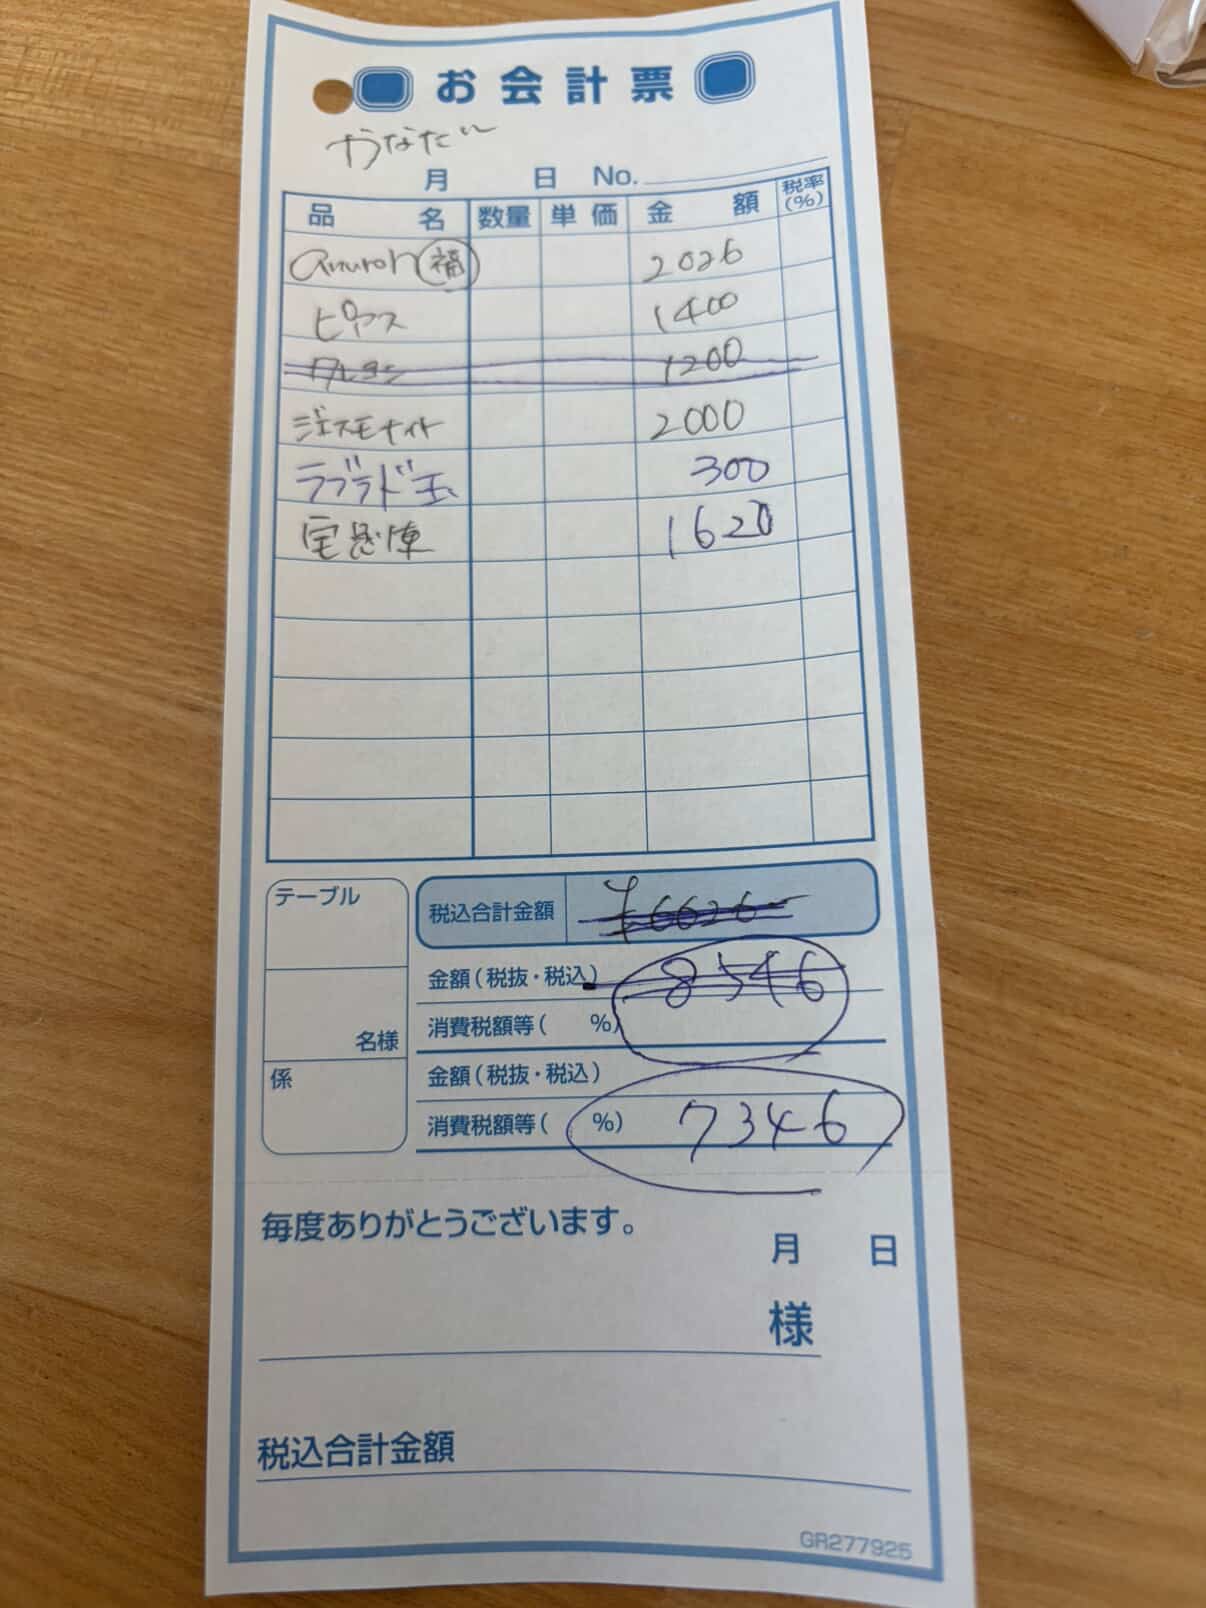 お会計票
かなだ
月 日 No.
品名 数量 単価 金額 税率(%)
福 2026
ピアス 1400
1200
ジェスモナイト 2000
ラブラド玉 300
宅急便 1620
テーブル
税込合計金額 ¥6626
金額(税抜・税込) 8546
消費税額等( %)
名様
係
金額(税抜・税込)
消費税額等( %) 7346
毎度ありがとうございます。
月 日
様
税込合計金額
GR277925